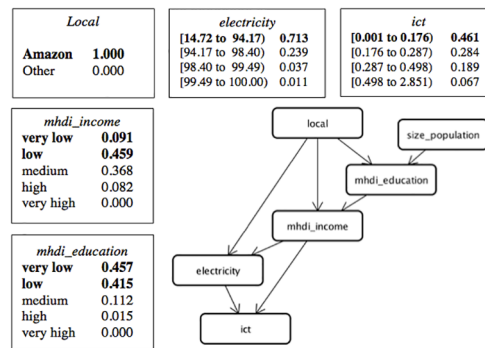 Local
Amazon 1.000
Other 0.000
electricity
[14.72 to 94.17) 0.713
[94.17 to 98.40) 0.239
[98.40 to 99.49) 0.037
[99.49 to 100.00) 0.011
ict
[0.001 to 0.176) 0.461
[0.176 to 0.287) 0.284
[0.287 to 0.498) 0.189
[0.498 to 2.851) 0.067
mhdi_income
very low 0.091
low 0.459
medium 0.368
high 0.082
very high 0.000
mhdi_education
very low 0.457
low 0.415
medium 0.112
high 0.015
very high 0.000
local
size_population
mhdi_education
mhdi_income
electricity
ict